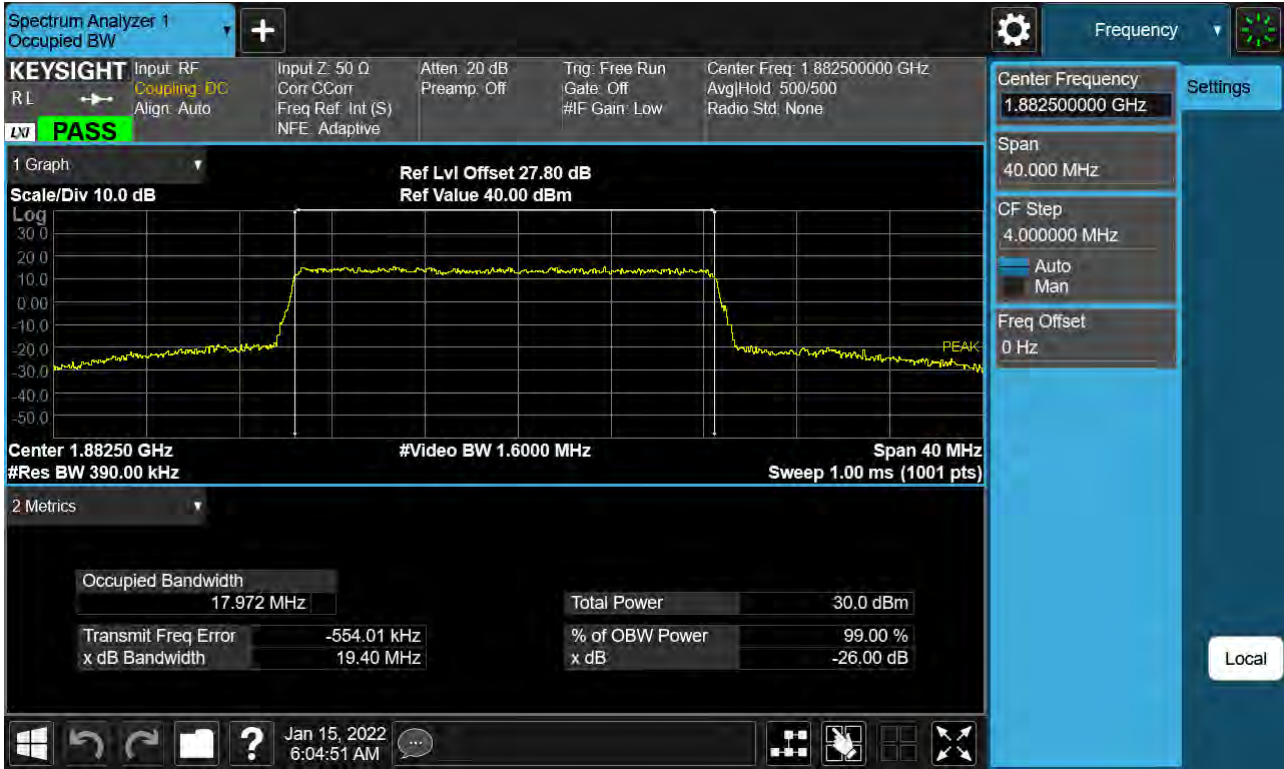 Spectrum Analyzer 1
Occupied BW
Frequency
KEYSIGHT
R L
LXI
PASS
Input: RF
Coupling: DC
Align: Auto
Input Z: 50 Ω
Corr CCorr
Freq Ref: Int (S)
NFE: Adaptive
Atten: 20 dB
Preamp: Off
Trig: Free Run
Gate: Off
#IF Gain: Low
Center Freq: 1.882500000 GHz
Avg|Hold: 500/500
Radio Std: None
1 Graph
Scale/Div 10.0 dB
Ref Lvl Offset 27.80 dB
Ref Value 40.00 dBm
Log
30.0
20.0
10.0
0.00
-10.0
-20.0
-30.0
-40.0
-50.0
PEAK
Center 1.88250 GHz
#Video BW 1.6000 MHz
Span 40 MHz
#Res BW 390.00 kHz
Sweep 1.00 ms (1001 pts)
2 Metrics
Occupied Bandwidth
17.972 MHz
Total Power 30.0 dBm
Transmit Freq Error -554.01 kHz
% of OBW Power 99.00 %
x dB Bandwidth 19.40 MHz
x dB -26.00 dB
Center Frequency
1.882500000 GHz
Settings
Span
40.000 MHz
CF Step
4.000000 MHz
Auto
Man
Freq Offset
0 Hz
Local
?
Jan 15, 2022
6:04:51 AM